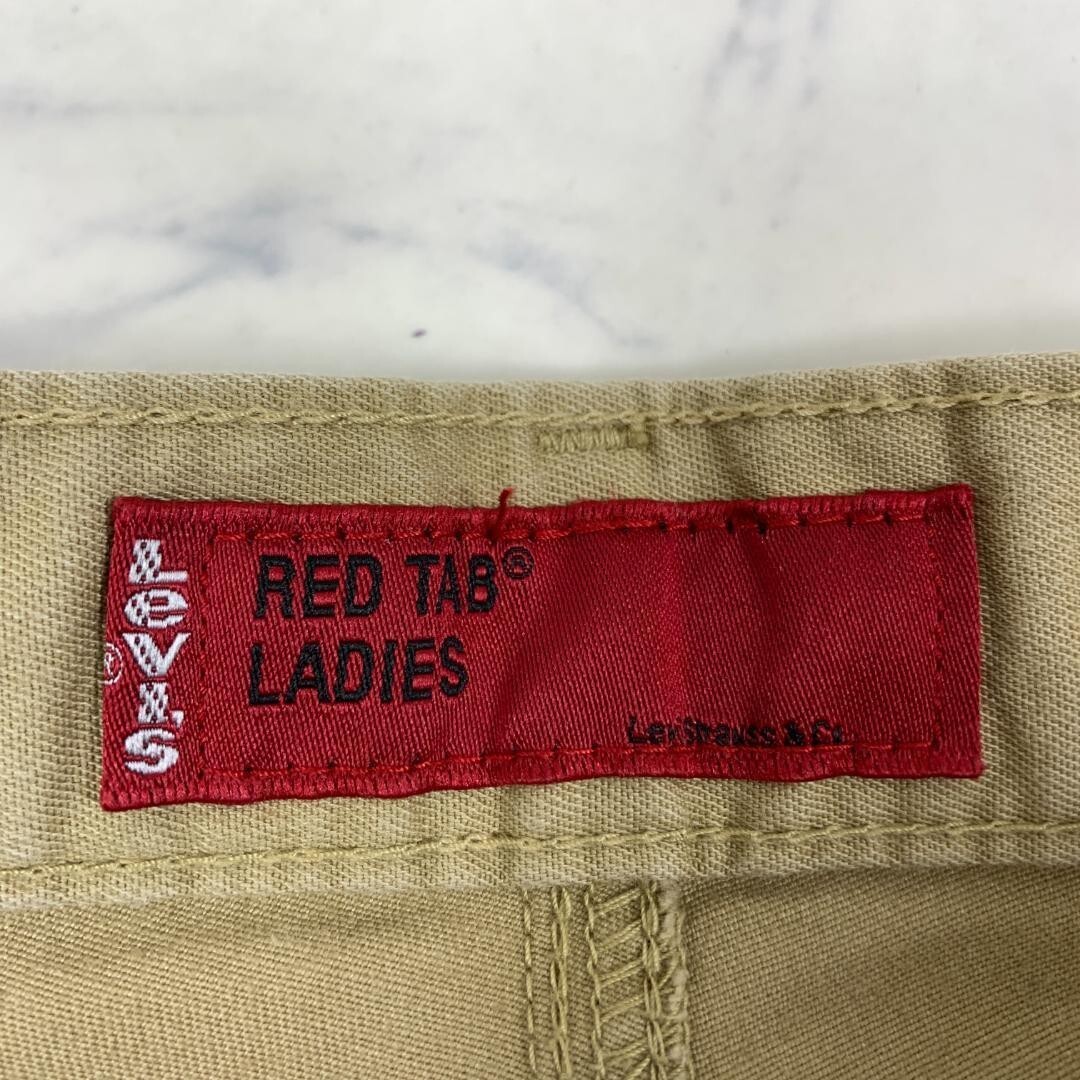 LEVI'S
®
RED TAB®
LADIES
Levi Strauss & Co